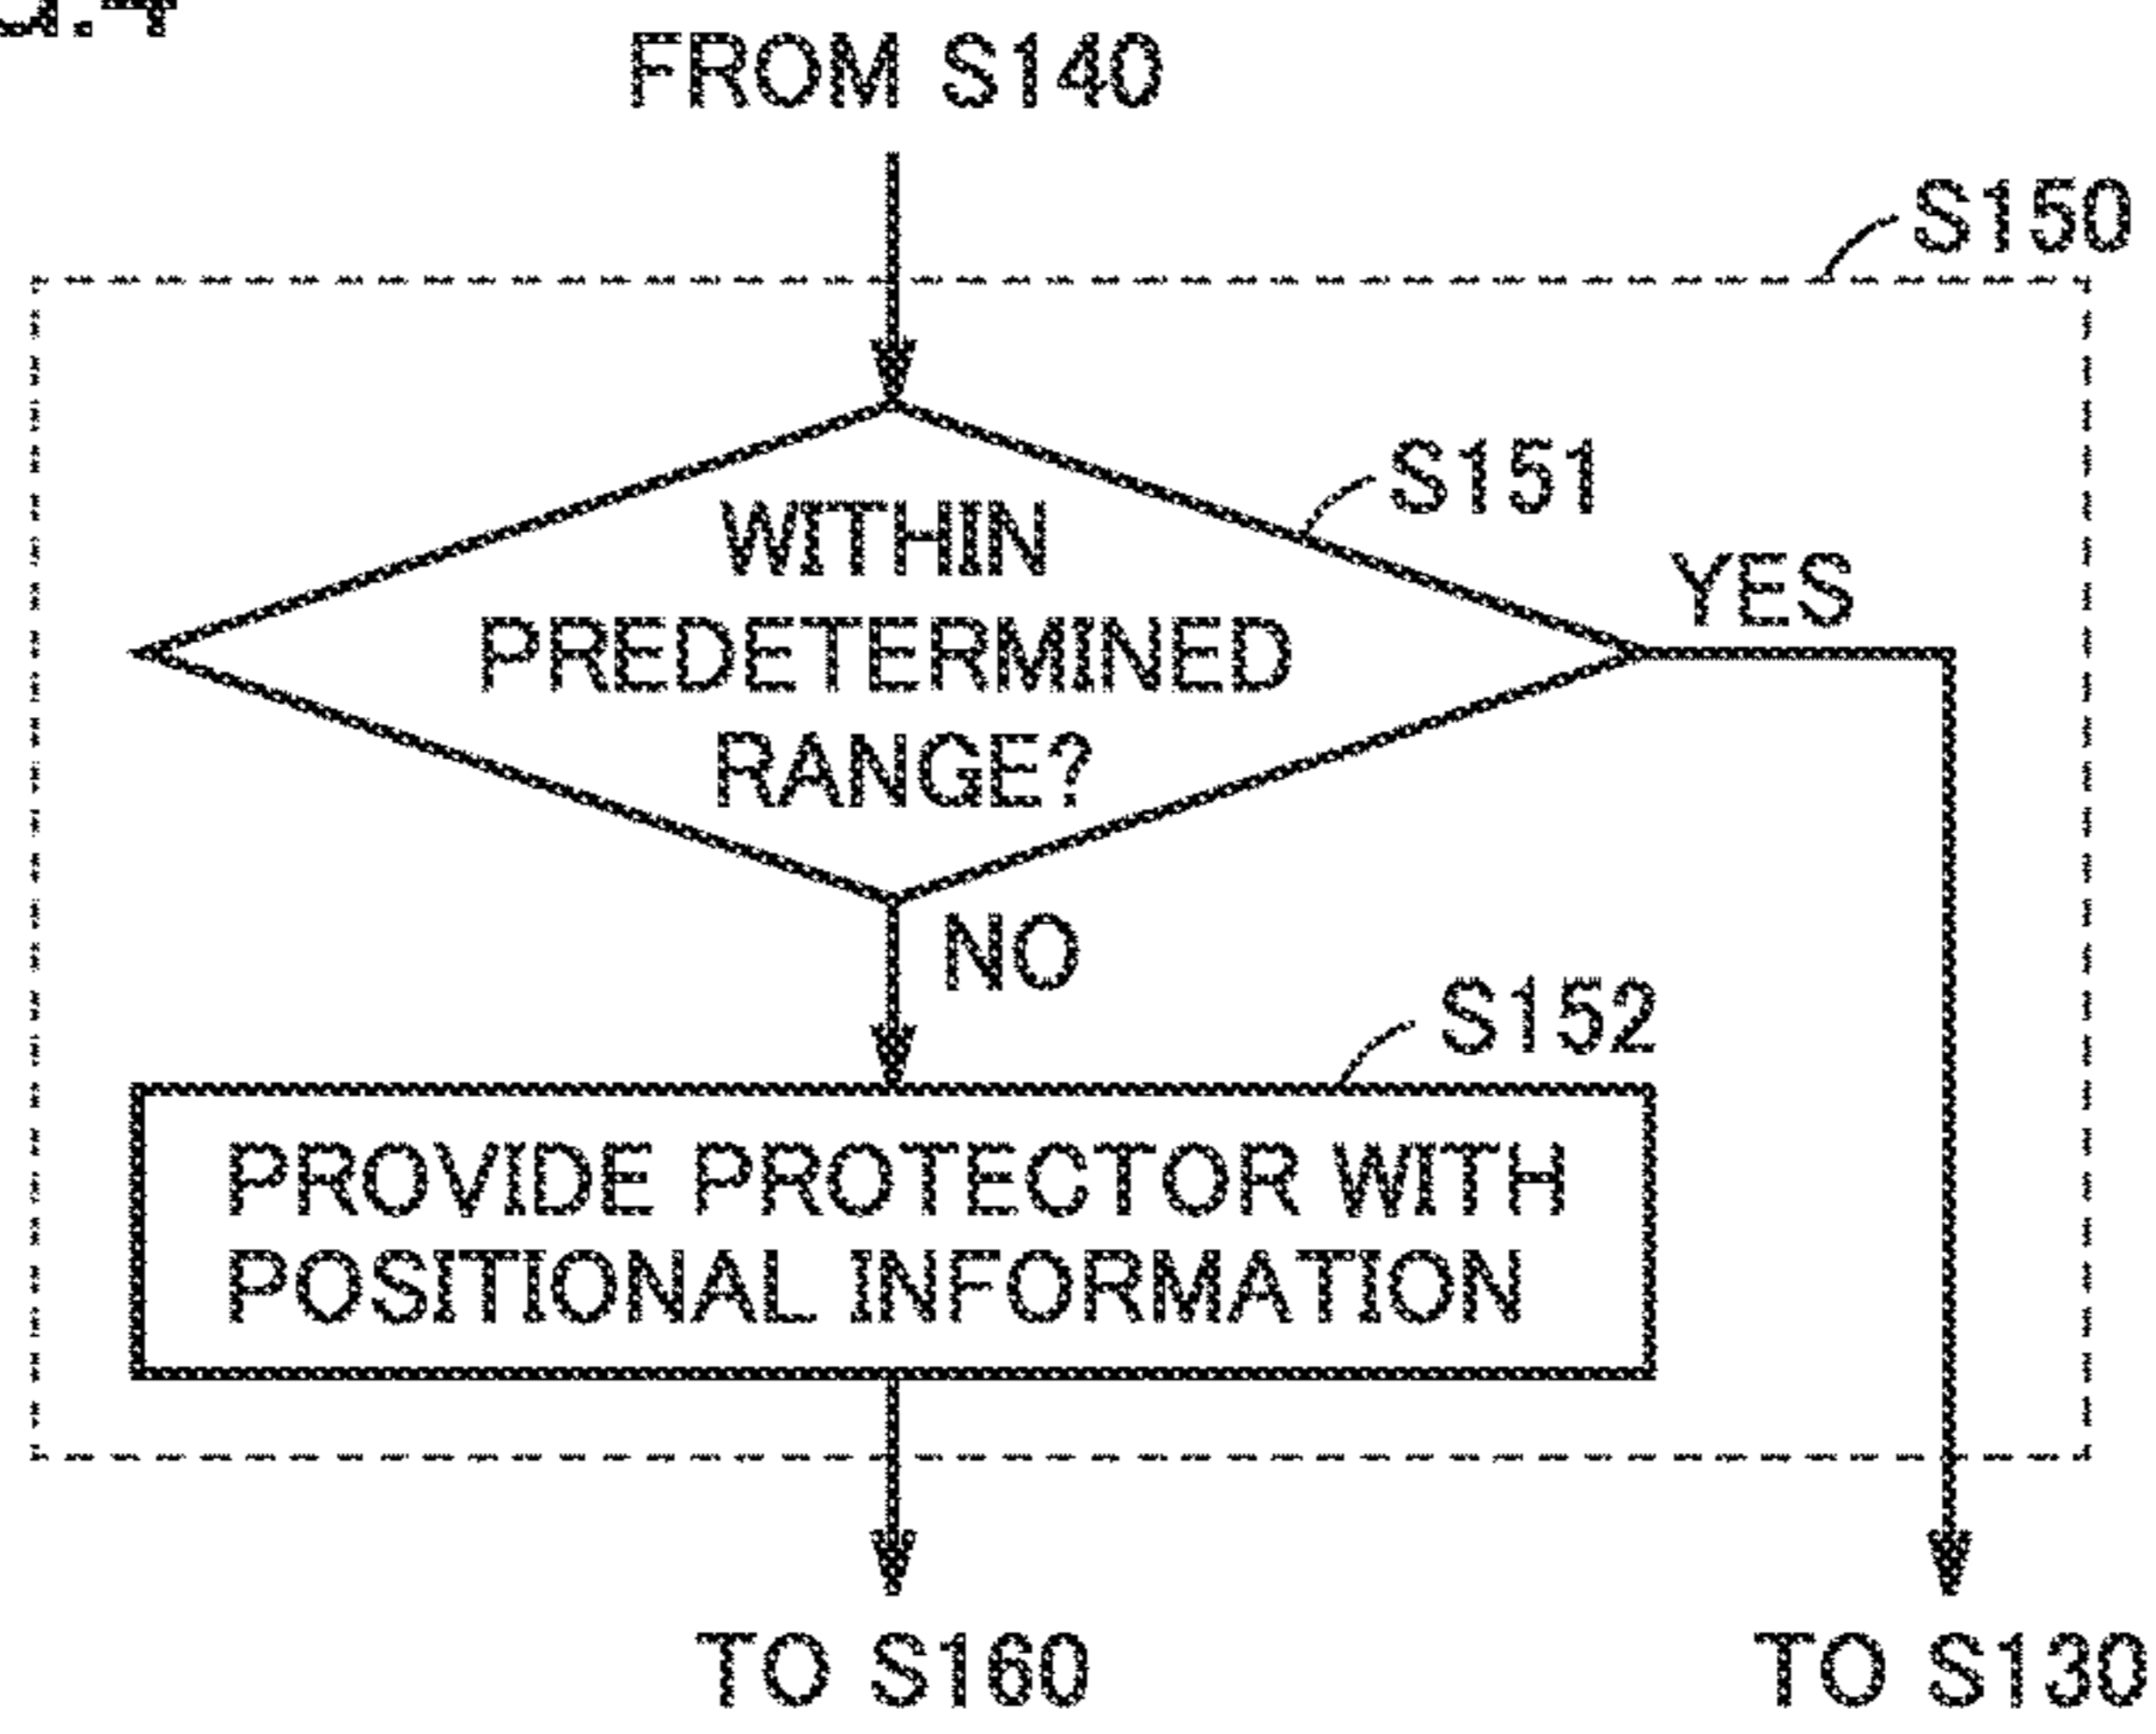 FROM S140
S150
S151
WITHIN
YES
PREDETERMINED
RANGE?
NO
S152
PROVIDE PROTECTOR WITH
POSITIONAL INFORMATION
TO S160
TO S130